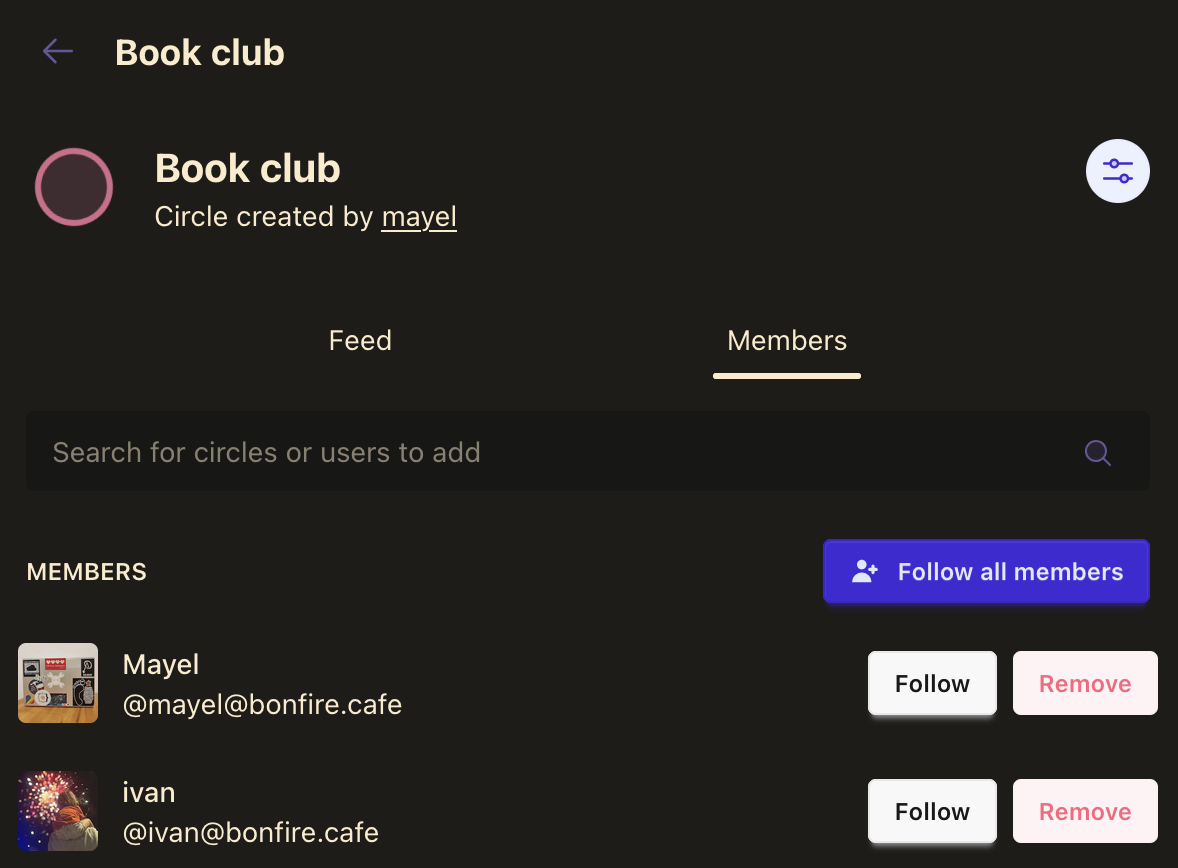 Book club
Book club
Circle created by mayel
Feed
Members
Search for circles or users to add
MEMBERS
Follow all members
Mayel
@mayel@bonfire.cafe
Follow
Remove
ivan
@ivan@bonfire.cafe
Follow
Remove